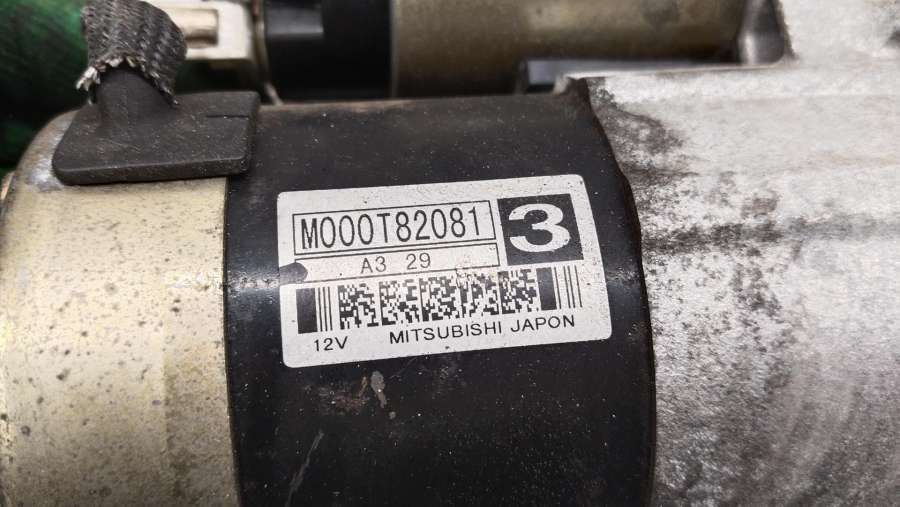 M000T82081
3
A3 29
12V MITSUBISHI JAPON